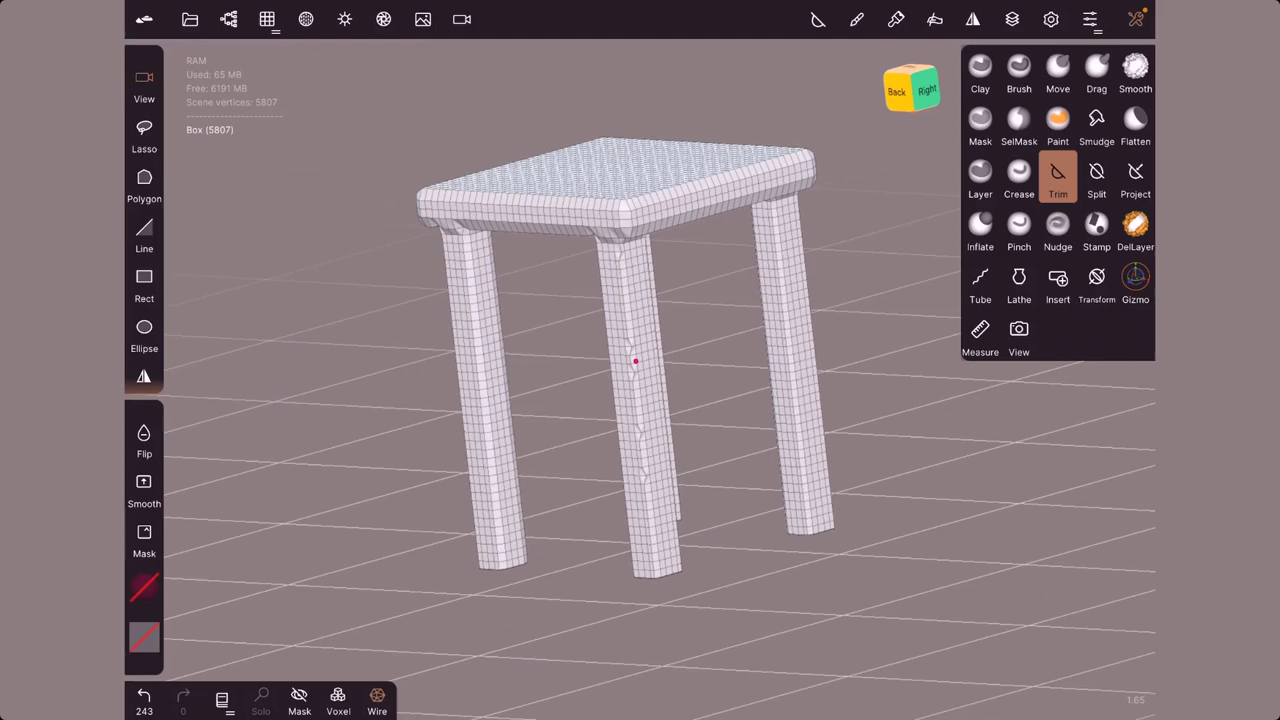 RAM
Used: 65 MB
Free: 6191 MB
Scene vertices: 5807
Box (5807)
Back
Right
View
Lasso
Polygon
Line
Rect
Ellipse
Flip
Smooth
Mask
Clay Brush Move Drag Smooth
Mask SelMask Paint Smudge Flatten
Layer Crease Trim Split Project
Inflate Pinch Nudge Stamp DelLayer
Tube Lathe Insert Transform Gizmo
Measure View
243 0 Solo Mask Voxel Wire
1.65